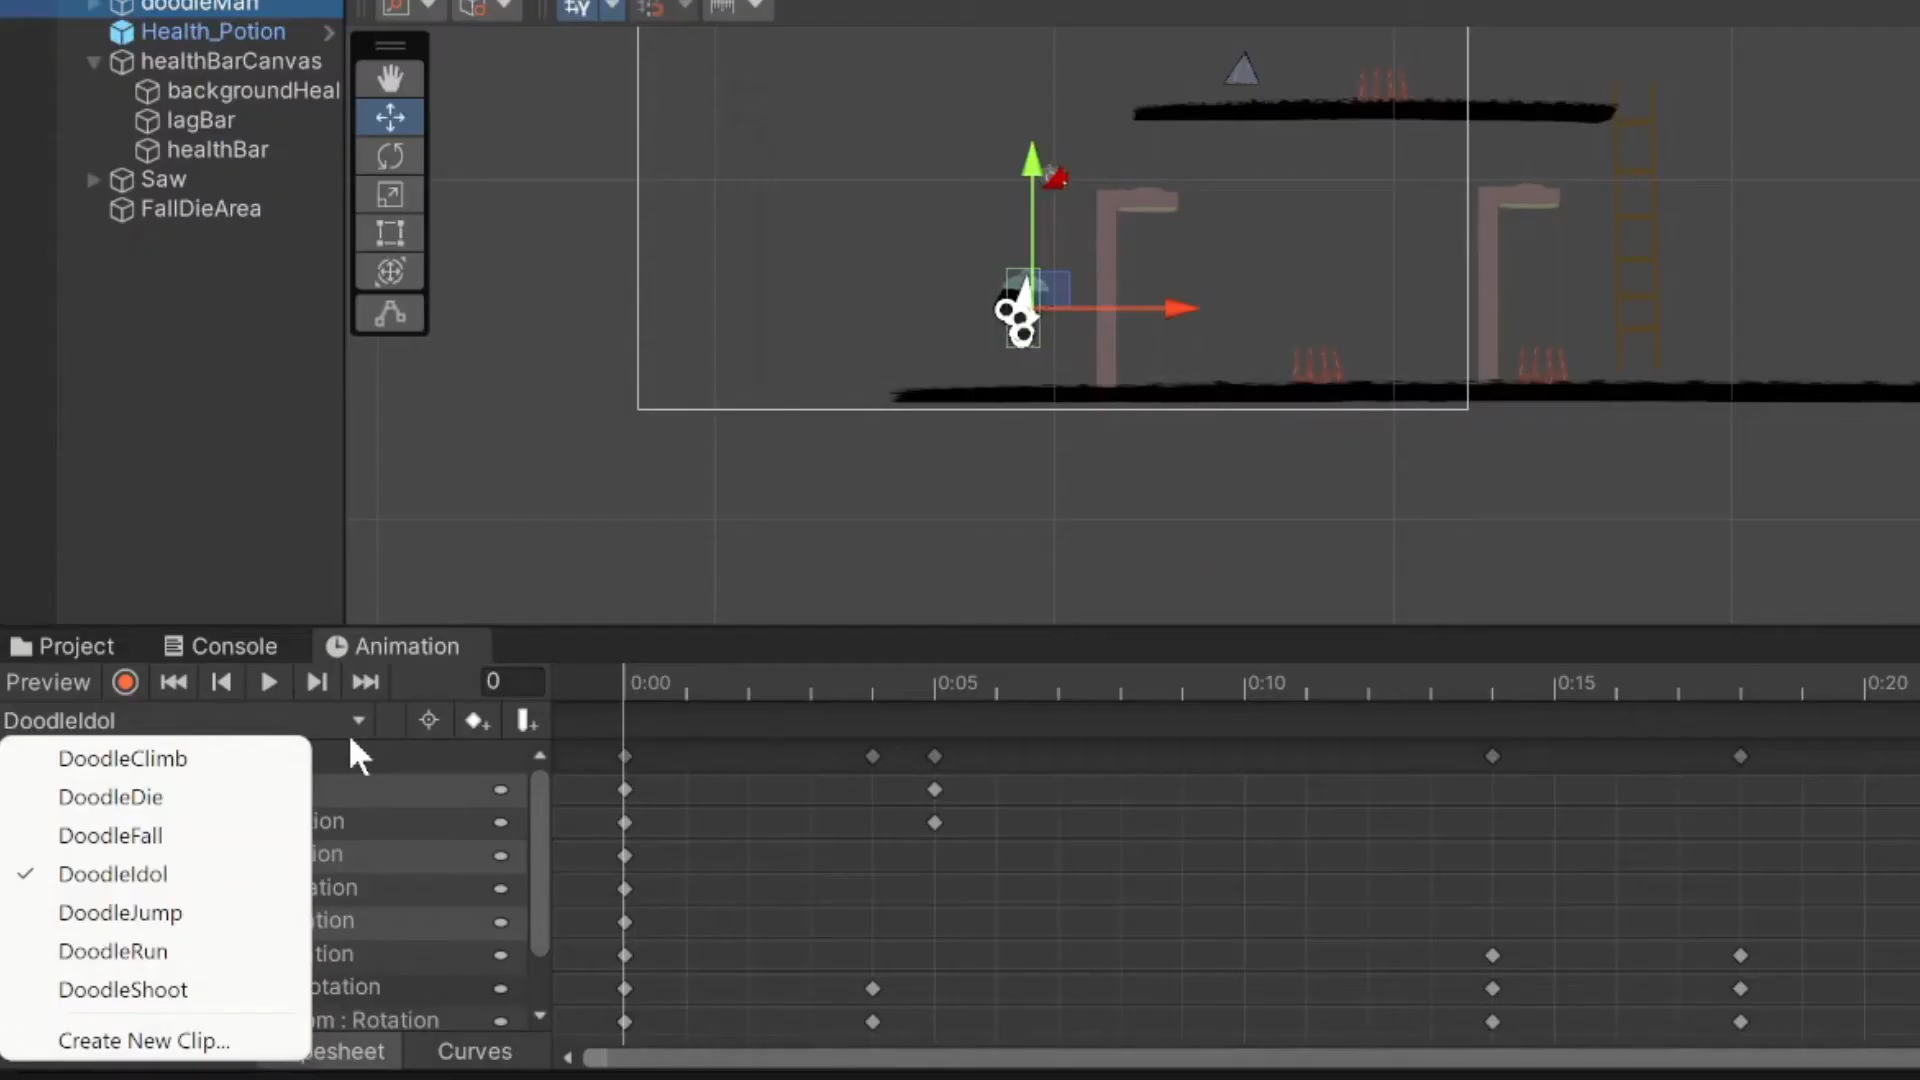 doodleMan
Health_Potion
healthBarCanvas
backgroundHeal
lagBar
healthBar
Saw
FallDieArea
Project Console Animation
Preview 0 0:00 0:05 0:10 0:15 0:20
DoodleIdol
DoodleClimb
DoodleDie
DoodleFall
DoodleIdol
DoodleJump
DoodleRun
DoodleShoot
Create New Clip...
ion
ion
ation
tion
tion
otation
om : Rotation
pesheet Curves